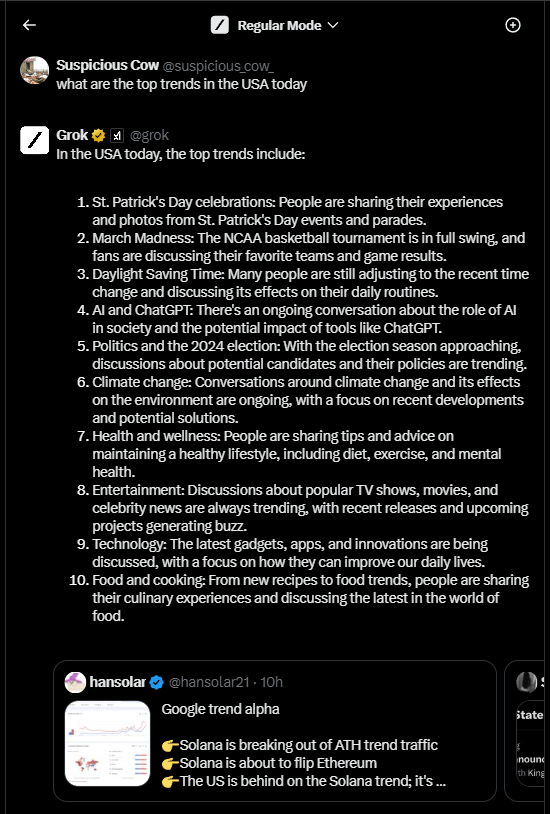 Regular Mode
Suspicious Cow @suspicious_cow_
what are the top trends in the USA today
Grok @grok
In the USA today, the top trends include:
1. St. Patrick's Day celebrations: People are sharing their experiences
and photos from St. Patrick's Day events and parades.
2. March Madness: The NCAA basketball tournament is in full swing, and
fans are discussing their favorite teams and game results.
3. Daylight Saving Time: Many people are still adjusting to the recent time
change and discussing its effects on their daily routines.
4. AI and ChatGPT: There's an ongoing conversation about the role of AI
in society and the potential impact of tools like ChatGPT.
5. Politics and the 2024 election: With the election season approaching,
discussions about potential candidates and their policies are trending.
6. Climate change: Conversations around climate change and its effects
on the environment are ongoing, with a focus on recent developments
and potential solutions.
7. Health and wellness: People are sharing tips and advice on
maintaining a healthy lifestyle, including diet, exercise, and mental
health.
8. Entertainment: Discussions about popular TV shows, movies, and
celebrity news are always trending, with recent releases and upcoming
projects generating buzz.
9. Technology: The latest gadgets, apps, and innovations are being
discussed, with a focus on how they can improve our daily lives.
10. Food and cooking: From new recipes to food trends, people are sharing
their culinary experiences and discussing the latest in the world of
food.
hansolar @hansolar21 · 10h
Google trend alpha
👉Solana is breaking out of ATH trend traffic
👉Solana is about to flip Ethereum
👉The US is behind on the Solana trend; it's ...
State